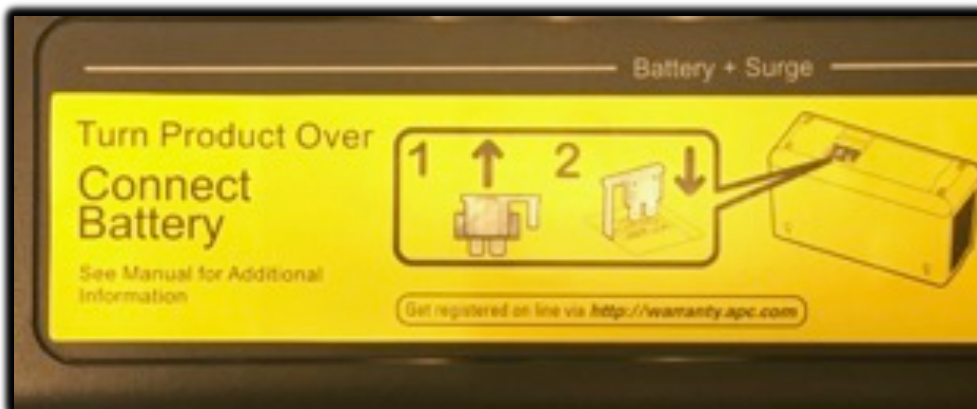 Battery + Surge
Turn Product Over
Connect
Battery
See Manual for Additional
Information
1
2
Get registered on line via http://warranty.apc.com